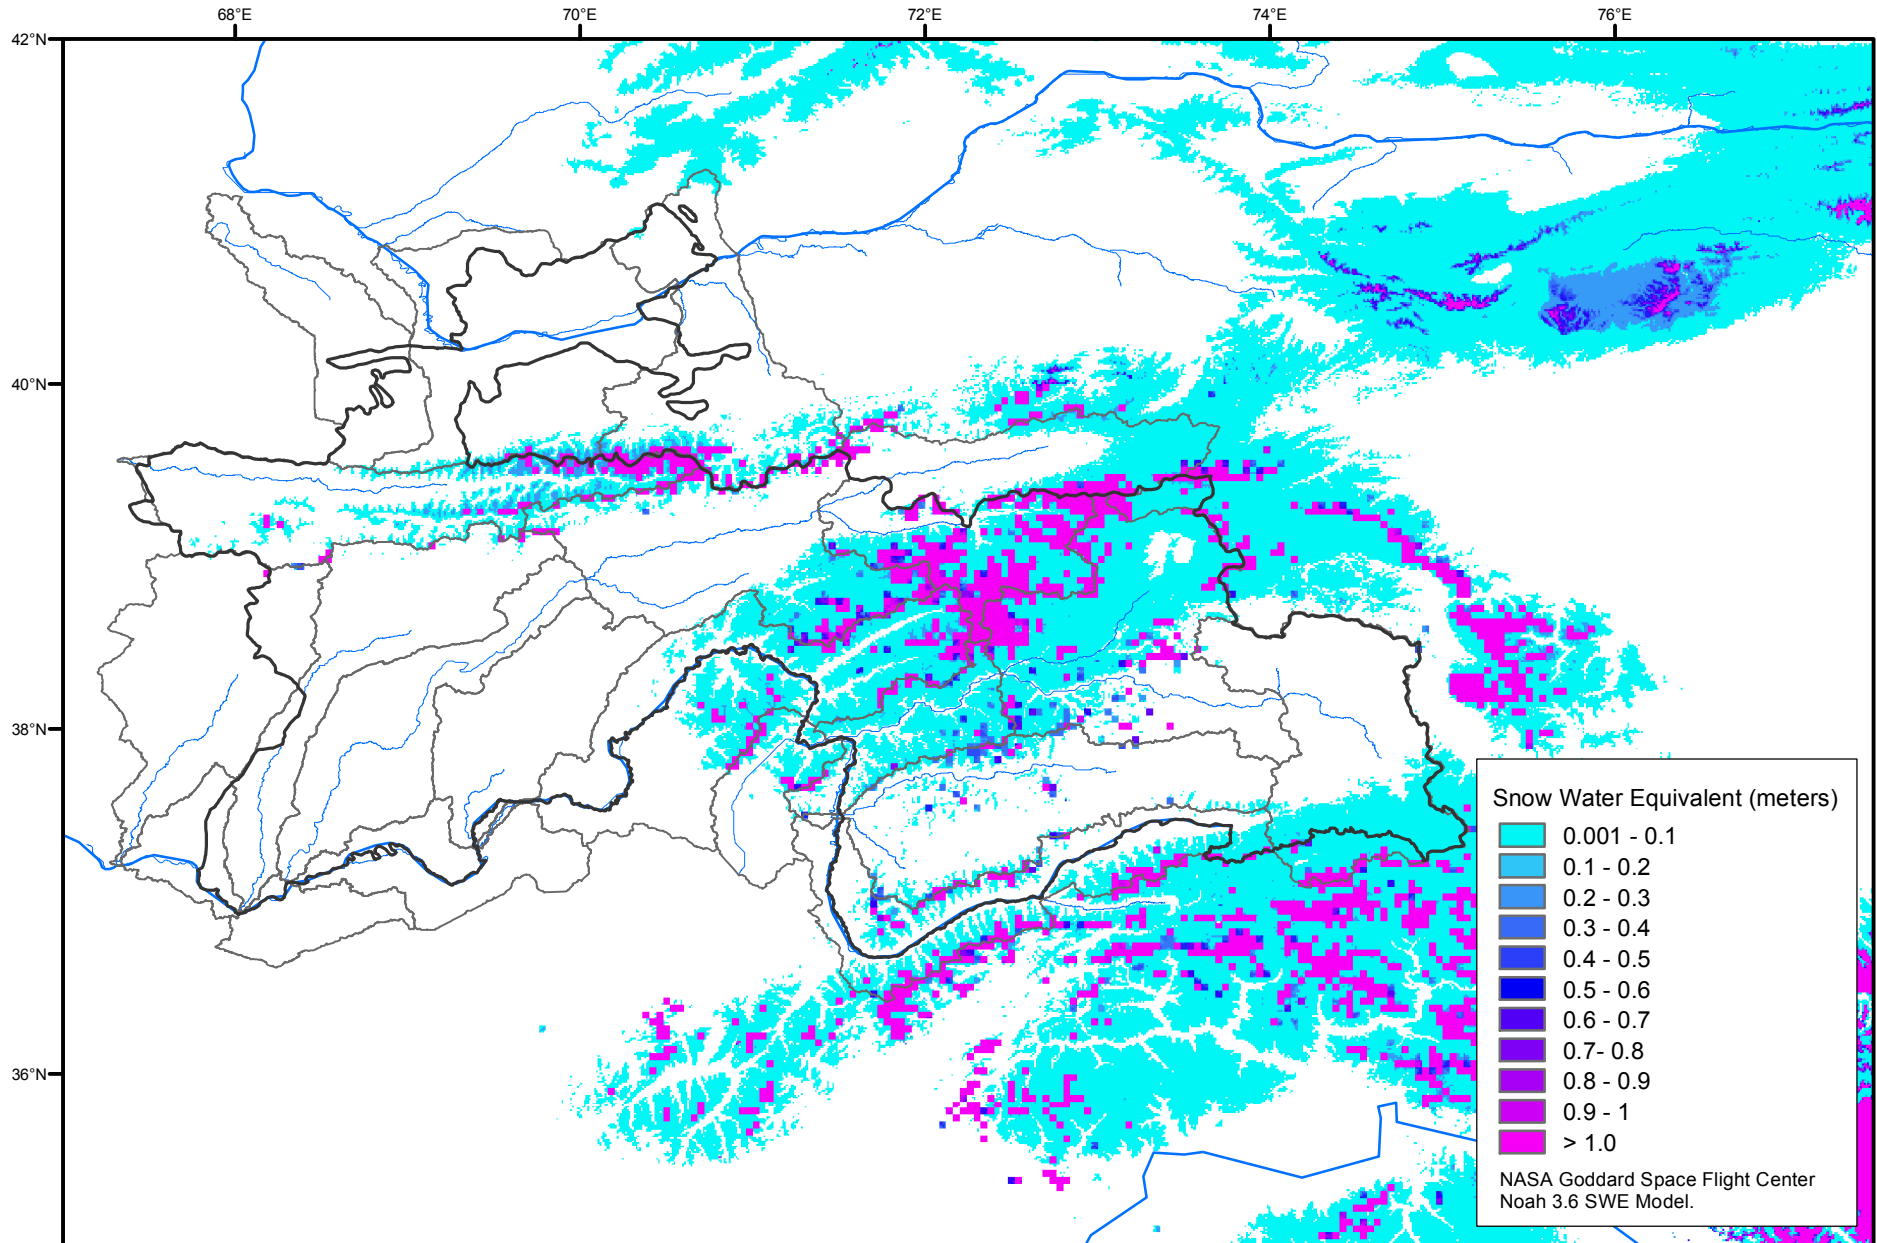 68°E
70°E
72°E
74°E
76°E
42°N
40°N
38°N
36°N
Snow Water Equivalent (meters)
0.001 - 0.1
0.1 - 0.2
0.2 - 0.3
0.3 - 0.4
0.4 - 0.5
0.5 - 0.6
0.6 - 0.7
0.7- 0.8
0.8 - 0.9
0.9 - 1
> 1.0
NASA Goddard Space Flight Center
Noah 3.6 SWE Model.